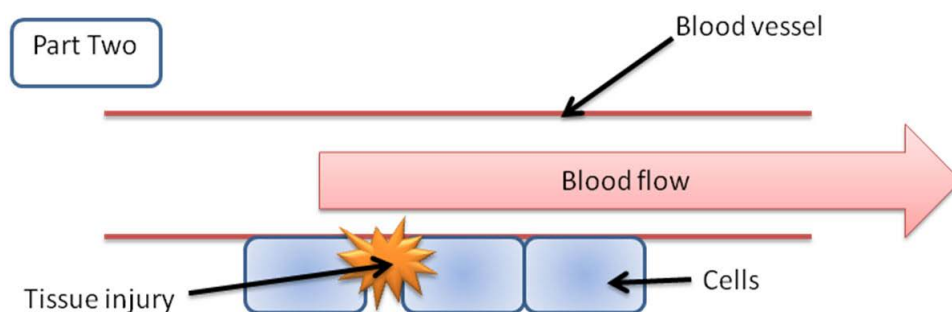 Part Two
Blood vessel
Blood flow
Tissue injury
Cells